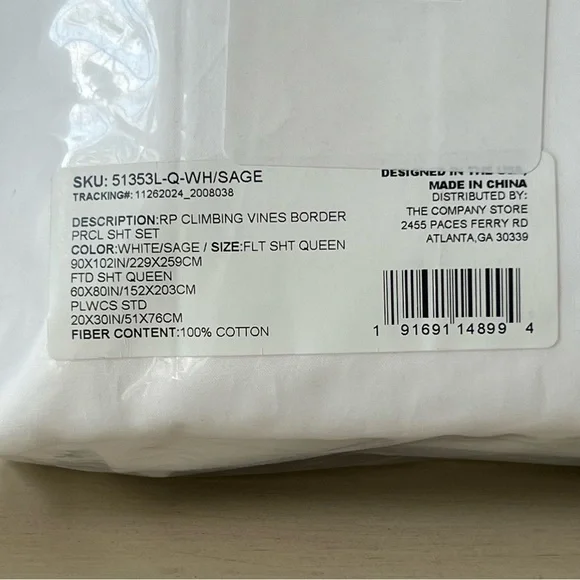 SKU: 51353L-Q-WH/SAGE
TRACKING#: 11262024_2008038
DESCRIPTION:RP CLIMBING VINES BORDER
PRCL SHT SET
COLOR:WHITE/SAGE / SIZE:FLT SHT QUEEN
90X102IN/229X259CM
FTD SHT QUEEN
60X80IN/152X203CM
PLWCS STD
20X30IN/51X76CM
FIBER CONTENT:100% COTTON
DESIGNED IN THE USA,
MADE IN CHINA
DISTRIBUTED BY:
THE COMPANY STORE
2455 PACES FERRY RD
ATLANTA,GA 30339
1 91691 14899 4